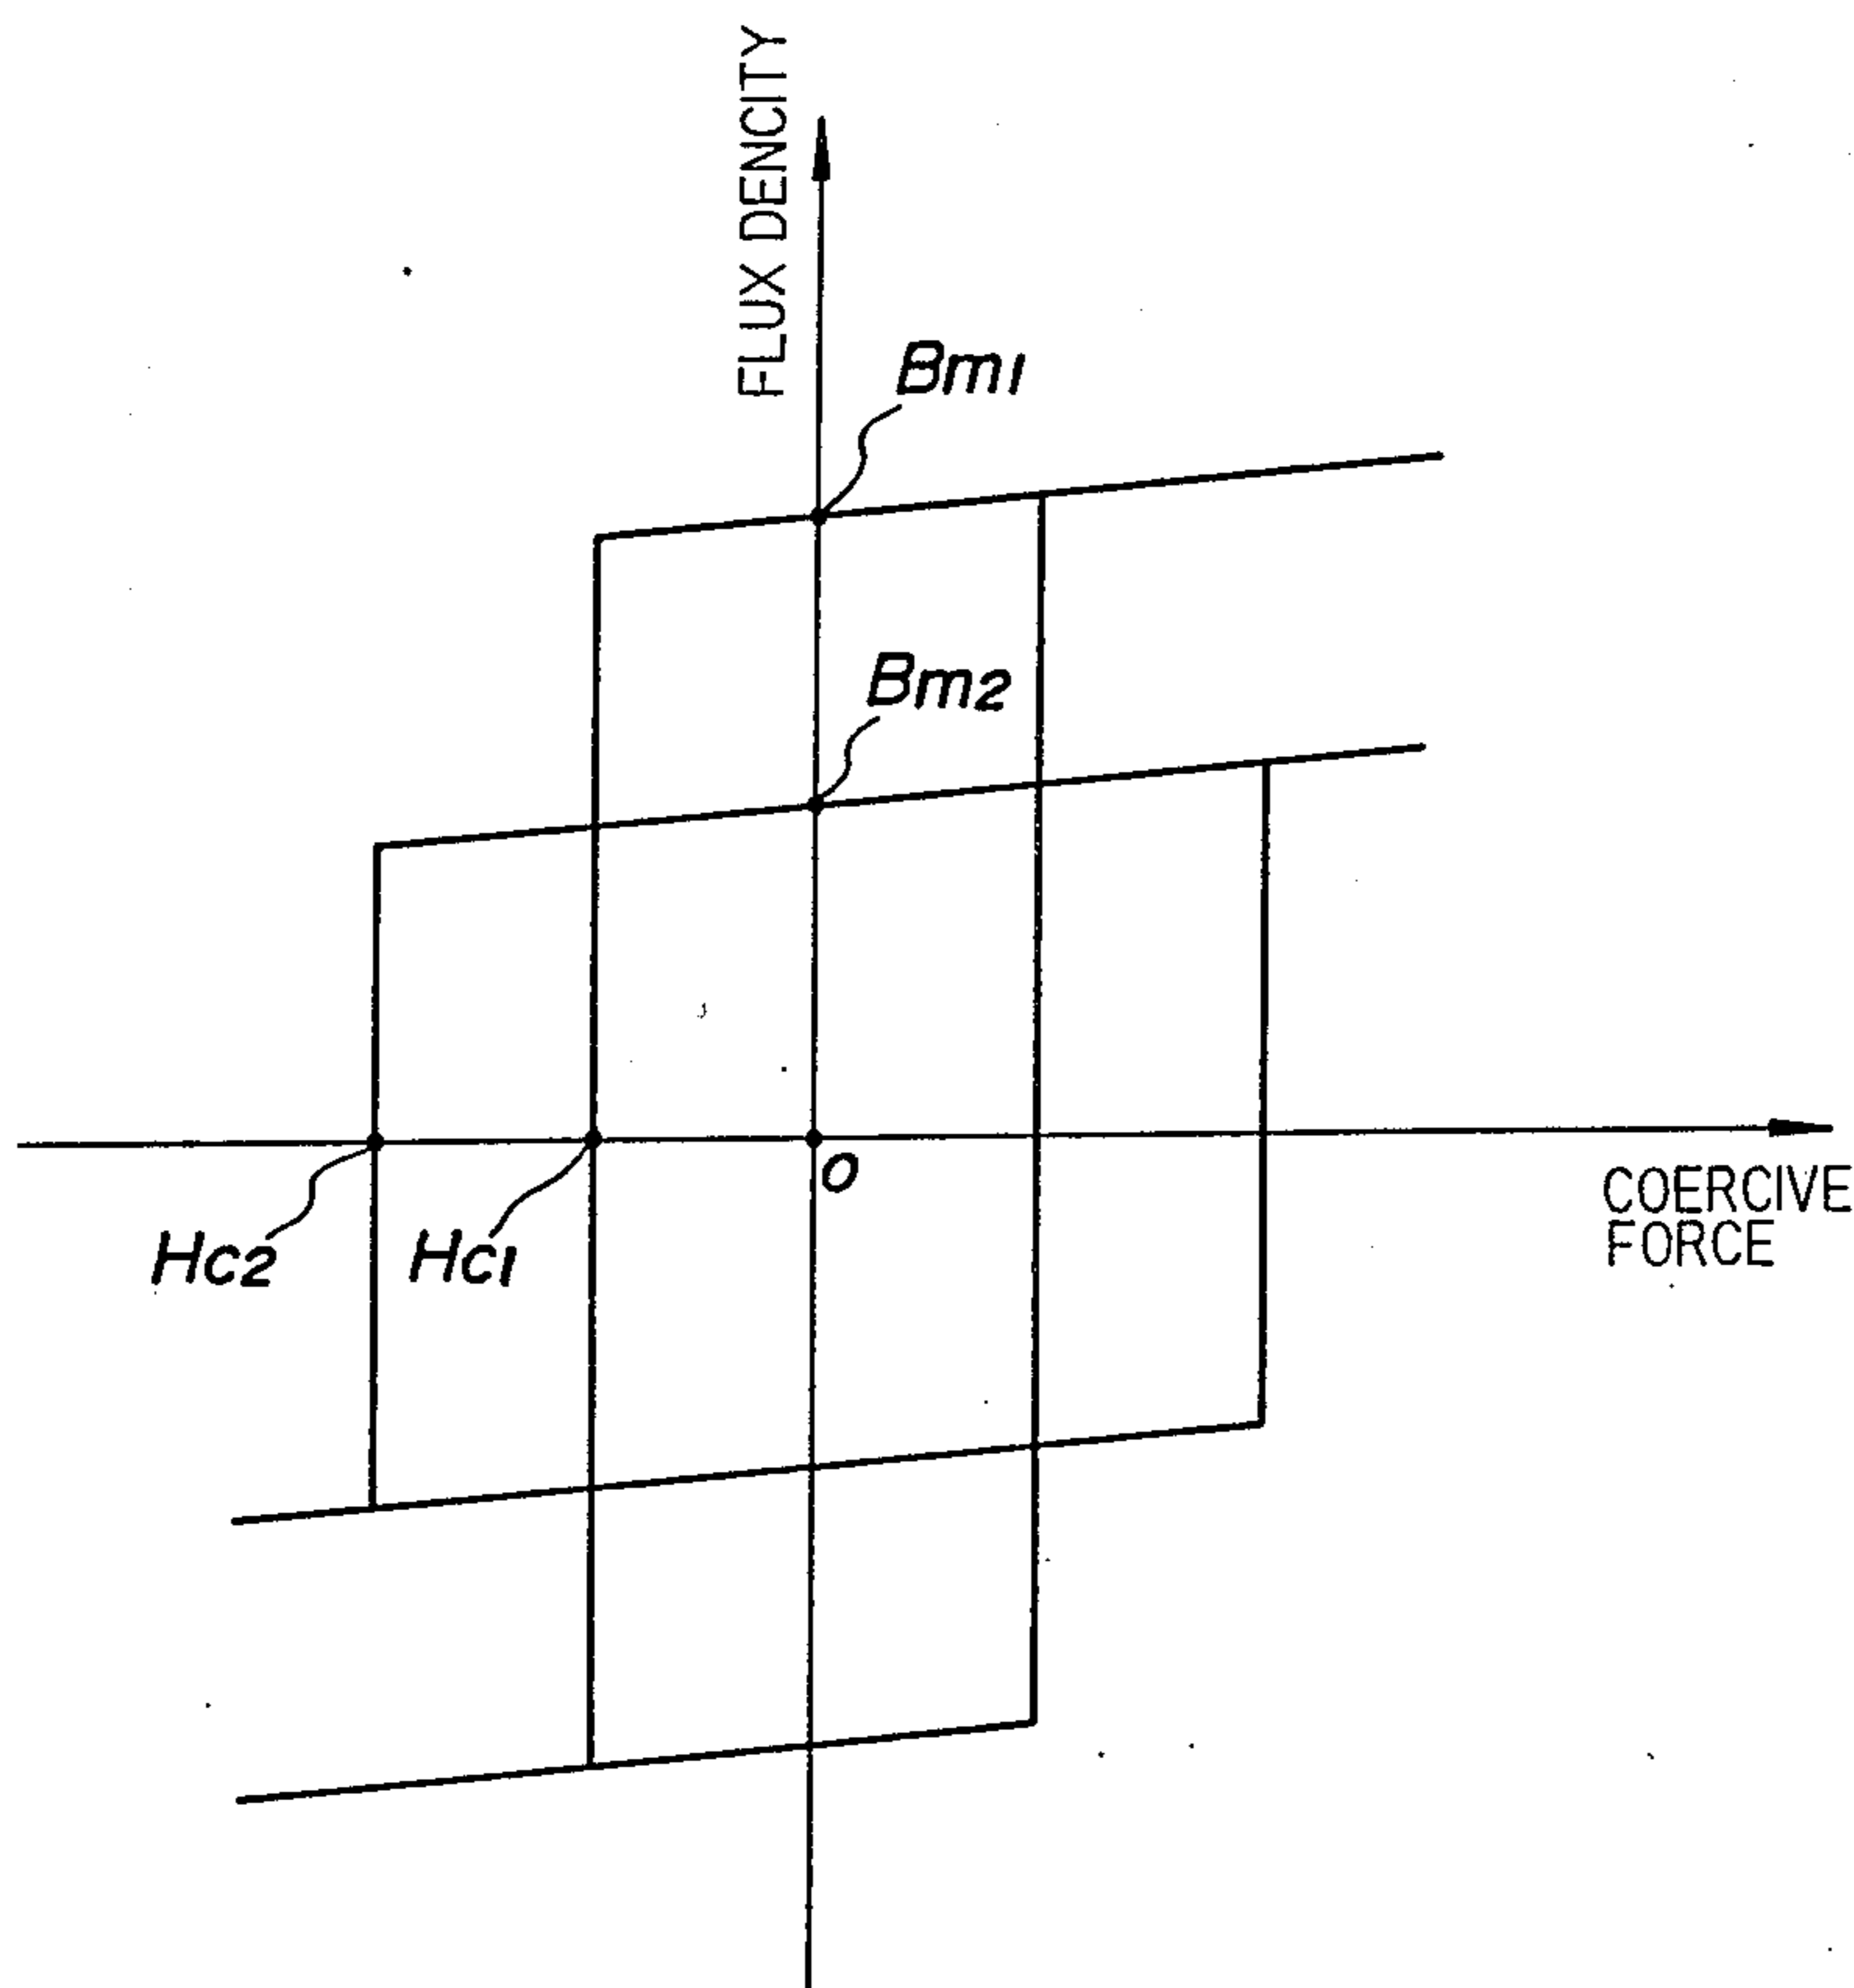 FLUX DENCITY
Bm1
Bm2
O
COERCIVE
FORCE
Hc2
Hc1